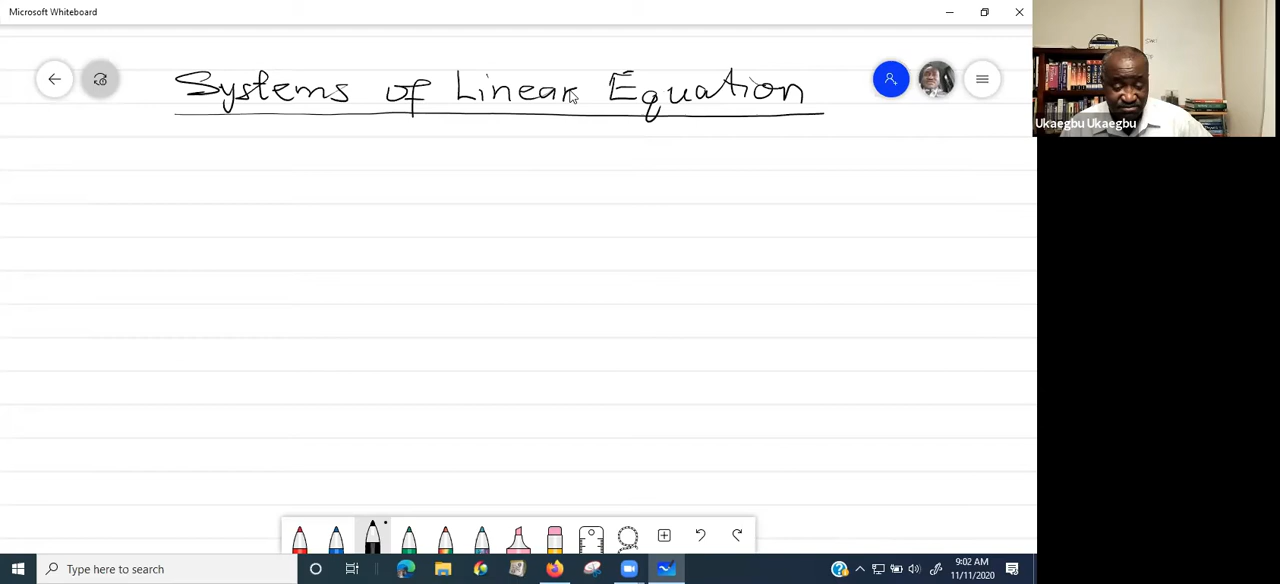 Microsoft Whiteboard
Systems of Linear Equation
Ukaegbu Ukaegbu
Type here to search
9:02 AM
11/11/2020